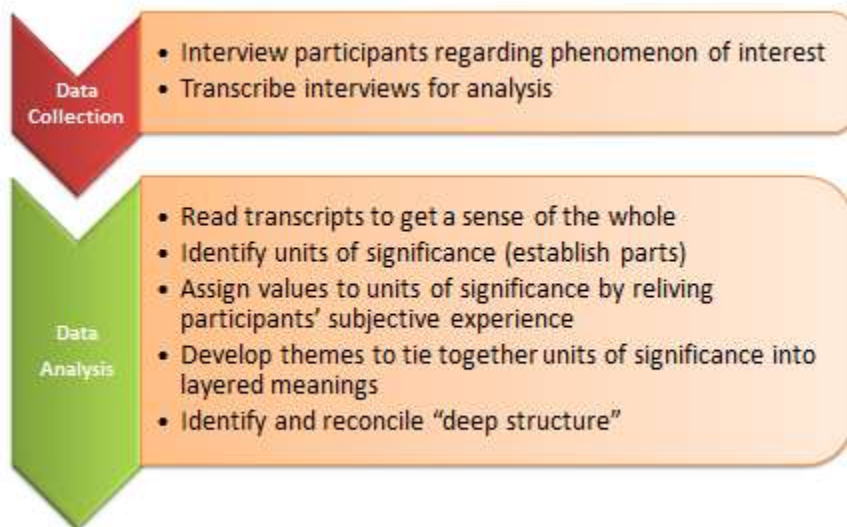 Data
Collection
• Interview participants regarding phenomenon of interest
• Transcribe interviews for analysis
Data
Analysis
• Read transcripts to get a sense of the whole
• Identify units of significance (establish parts)
• Assign values to units of significance by reliving
participants’ subjective experience
• Develop themes to tie together units of significance into
layered meanings
• Identify and reconcile “deep structure”